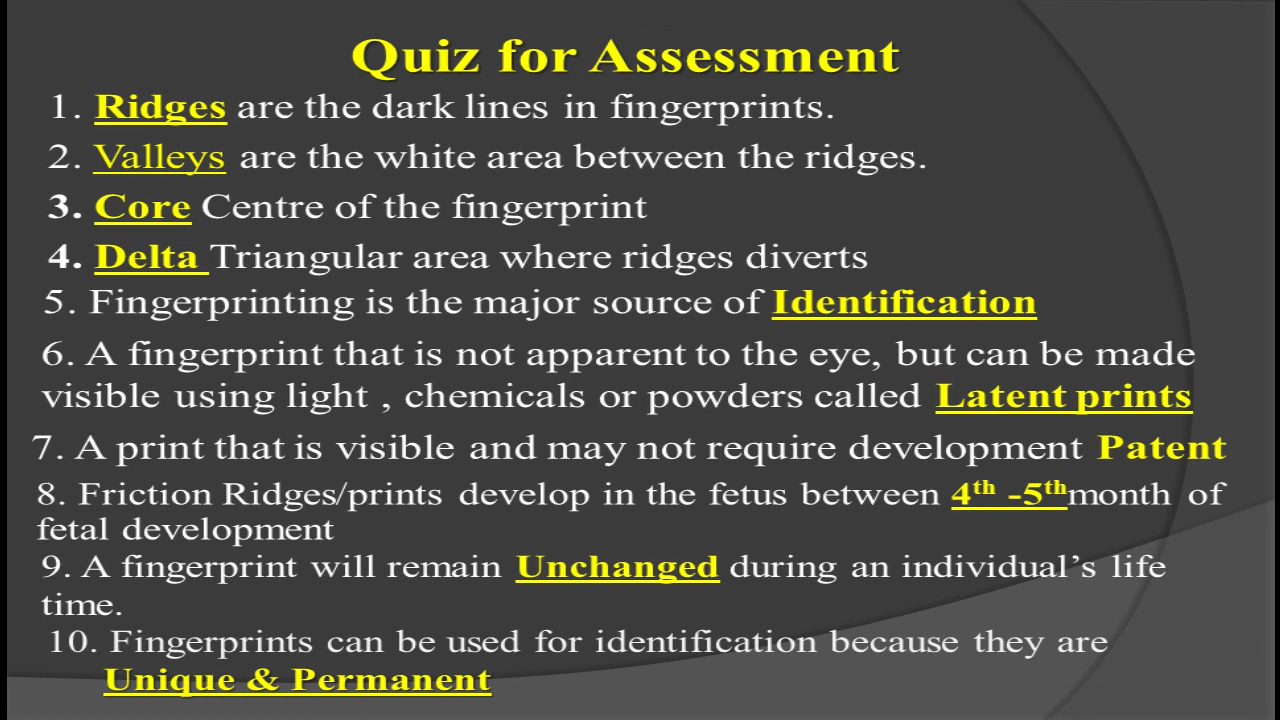 Quiz for Assessment
1. Ridges are the dark lines in fingerprints.
2. Valleys are the white area between the ridges.
3. Core Centre of the fingerprint
4. Delta Triangular area where ridges diverts
5. Fingerprinting is the major source of Identification
6. A fingerprint that is not apparent to the eye, but can be made
visible using light , chemicals or powders called Latent prints
7. A print that is visible and may not require development Patent
8. Friction Ridges/prints develop in the fetus between 4th -5thmonth of
fetal development
9. A fingerprint will remain Unchanged during an individual’s life
time.
10. Fingerprints can be used for identification because they are
Unique & Permanent